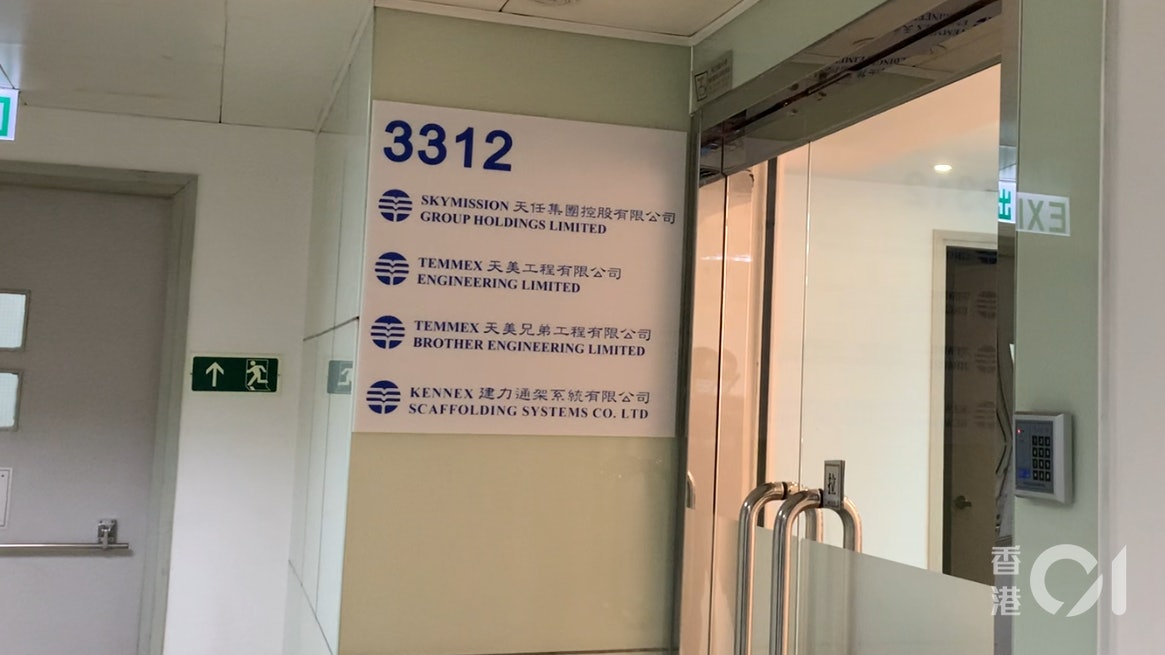 3312
SKYMISSION 天任集團控股有限公司
GROUP HOLDINGS LIMITED
TEMMEX 天美工程有限公司
ENGINEERING LIMITED
TEMMEX 天美兄弟工程有限公司
BROTHER ENGINEERING LIMITED
KENNEX 建力通架系統有限公司
SCAFFOLDING SYSTEMS CO. LTD
出
EXI
拉
香港01